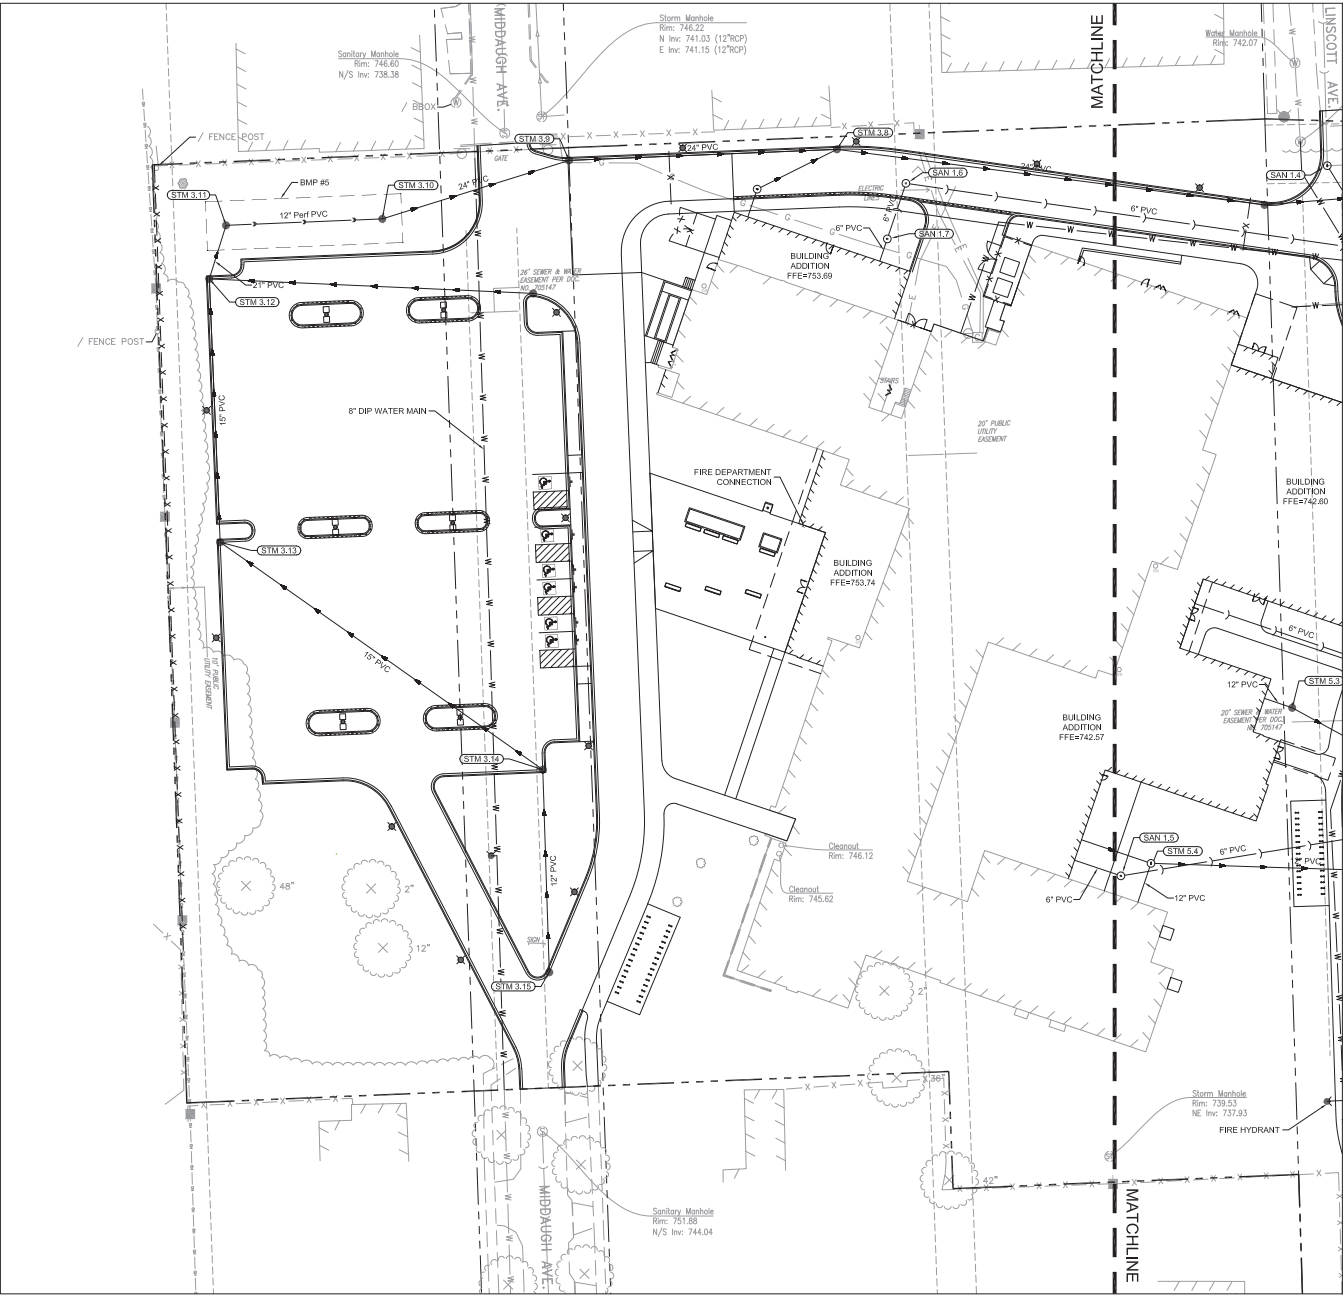 MIDDAUGH AVE.
Storm Manhole
Rim: 746.22
N Inv: 741.03 (12"RCP)
E Inv: 741.15 (12"RCP)
Sanitary Manhole
Rim: 746.60
N/S Inv: 738.38
BBOX
MATCHLINE
Water Manhole
Rim: 742.07
LINSCOTT AVE.
FENCE POST
GATE
STM 3.9
24" PVC
STM 3.8
24" PVC
SAN 1.6
SAN 1.4
BMP #5
STM 3.10
24" PVC
STM 3.11
12" Perf PVC
ELECTRIC
LINES
6" PVC
6" PVC
6" PVC
SAN 1.7
BUILDING
ADDITION
FFE=753.69
21" PVC
26' SEWER & WATER
EASEMENT PER DOC.
NO. 705147
STM 3.12
FENCE POST
15" PVC
8" DIP WATER MAIN
STAIRS
20' PUBLIC
UTILITY
EASEMENT
FIRE DEPARTMENT
CONNECTION
BUILDING
ADDITION
FFE=742.60
STM 3.13
BUILDING
ADDITION
FFE=753.74
15" PVC
10' PUBLIC
UTILITY EASEMENT
6" PVC
12" PVC
STM 5.3
20' SEWER & WATER
EASEMENT PER DOC.
NO. 705147
BUILDING
ADDITION
FFE=742.57
STM 3.14
12" PVC
SAN 1.5
STM 5.4
6" PVC
PVC
6" PVC
12" PVC
Cleanout
Rim: 746.12
Cleanout
Rim: 745.62
48"
2"
12"
SIGN
STM 3.15
2"
36"
42"
Storm Manhole
Rim: 739.53
NE Inv: 737.93
FIRE HYDRANT
MIDDAUGH AVE.
Sanitary Manhole
Rim: 751.88
N/S Inv: 744.04
MATCHLINE